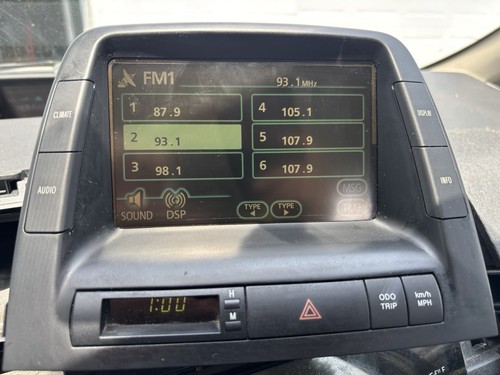 FM1
93.1 MHz
CLIMATE
DISPLAY
1 87.9
4 105.1
2 93.1
5 107.9
3 98.1
6 107.9
AUDIO
INFO
MSG
SOUND
DSP
TYPE
TYPE
1:00
H
M
ODO
TRIP
km/h
MPH